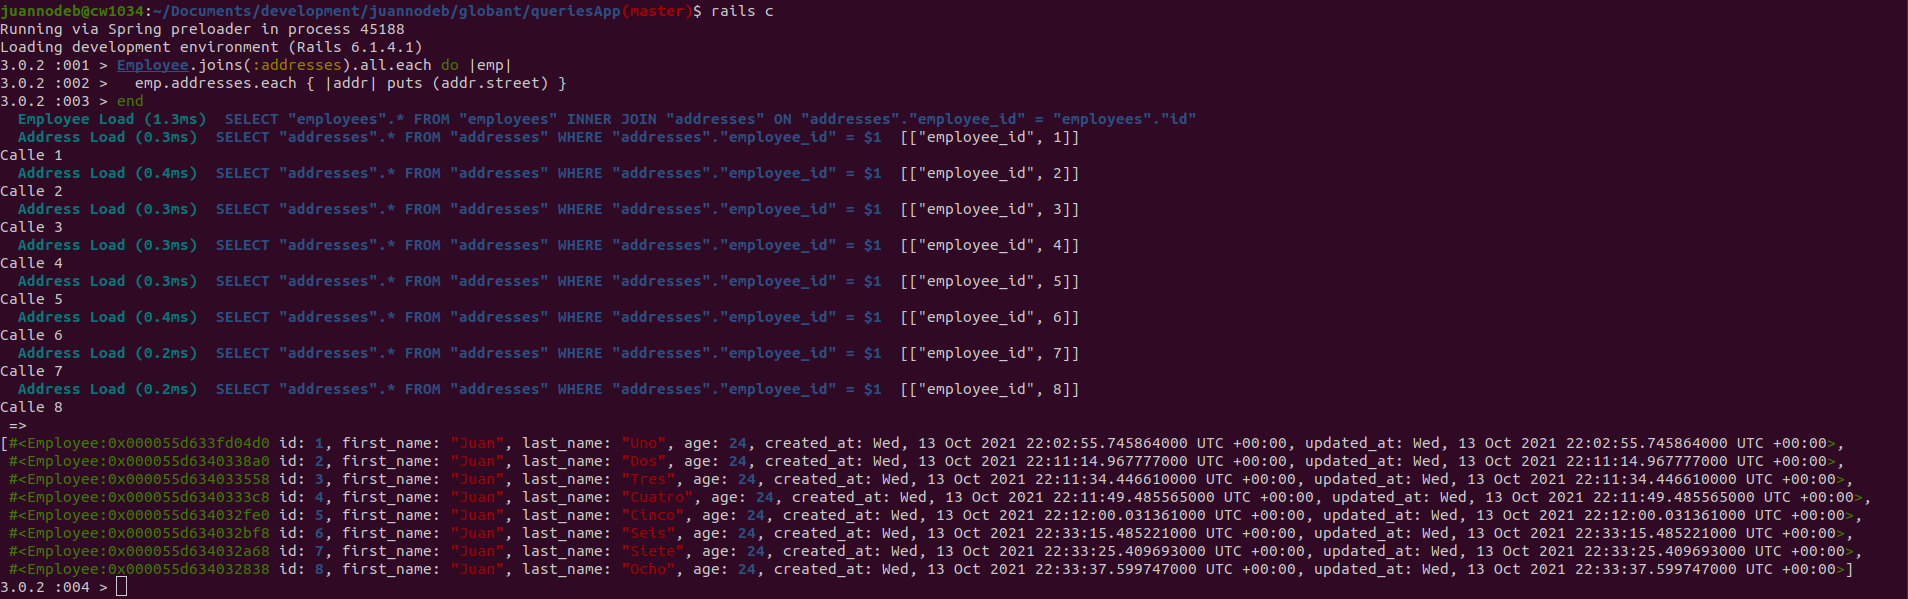 juannodeb@cw1034:~/Documents/development/juannodeb/globant/queriesApp(master)$ rails c
Running via Spring preloader in process 45188
Loading development environment (Rails 6.1.4.1)
3.0.2 :001 > Employee.joins(:addresses).all.each do |emp|
3.0.2 :002 >   emp.addresses.each { |addr| puts (addr.street) }
3.0.2 :003 > end
  Employee Load (1.3ms)  SELECT "employees".* FROM "employees" INNER JOIN "addresses" ON "addresses"."employee_id" = "employees"."id"
  Address Load (0.3ms)  SELECT "addresses".* FROM "addresses" WHERE "addresses"."employee_id" = $1  [["employee_id", 1]]
Calle 1
  Address Load (0.4ms)  SELECT "addresses".* FROM "addresses" WHERE "addresses"."employee_id" = $1  [["employee_id", 2]]
Calle 2
  Address Load (0.3ms)  SELECT "addresses".* FROM "addresses" WHERE "addresses"."employee_id" = $1  [["employee_id", 3]]
Calle 3
  Address Load (0.3ms)  SELECT "addresses".* FROM "addresses" WHERE "addresses"."employee_id" = $1  [["employee_id", 4]]
Calle 4
  Address Load (0.3ms)  SELECT "addresses".* FROM "addresses" WHERE "addresses"."employee_id" = $1  [["employee_id", 5]]
Calle 5
  Address Load (0.4ms)  SELECT "addresses".* FROM "addresses" WHERE "addresses"."employee_id" = $1  [["employee_id", 6]]
Calle 6
  Address Load (0.2ms)  SELECT "addresses".* FROM "addresses" WHERE "addresses"."employee_id" = $1  [["employee_id", 7]]
Calle 7
  Address Load (0.2ms)  SELECT "addresses".* FROM "addresses" WHERE "addresses"."employee_id" = $1  [["employee_id", 8]]
Calle 8
 =>
[#<Employee:0x000055d633fd04d0 id: 1, first_name: "Juan", last_name: "Uno", age: 24, created_at: Wed, 13 Oct 2021 22:02:55.745864000 UTC +00:00, updated_at: Wed, 13 Oct 2021 22:02:55.745864000 UTC +00:00>,
 #<Employee:0x000055d6340338a0 id: 2, first_name: "Juan", last_name: "Dos", age: 24, created_at: Wed, 13 Oct 2021 22:11:14.967777000 UTC +00:00, updated_at: Wed, 13 Oct 2021 22:11:14.967777000 UTC +00:00>,
 #<Employee:0x000055d634033558 id: 3, first_name: "Juan", last_name: "Tres", age: 24, created_at: Wed, 13 Oct 2021 22:11:34.446610000 UTC +00:00, updated_at: Wed, 13 Oct 2021 22:11:34.446610000 UTC +00:00>,
 #<Employee:0x000055d6340333c8 id: 4, first_name: "Juan", last_name: "Cuatro", age: 24, created_at: Wed, 13 Oct 2021 22:11:49.485565000 UTC +00:00, updated_at: Wed, 13 Oct 2021 22:11:49.485565000 UTC +00:00>,
 #<Employee:0x000055d634032fe0 id: 5, first_name: "Juan", last_name: "Cinco", age: 24, created_at: Wed, 13 Oct 2021 22:12:00.031361000 UTC +00:00, updated_at: Wed, 13 Oct 2021 22:12:00.031361000 UTC +00:00>,
 #<Employee:0x000055d634032bf8 id: 6, first_name: "Juan", last_name: "Seis", age: 24, created_at: Wed, 13 Oct 2021 22:33:15.485221000 UTC +00:00, updated_at: Wed, 13 Oct 2021 22:33:15.485221000 UTC +00:00>,
 #<Employee:0x000055d634032a68 id: 7, first_name: "Juan", last_name: "Siete", age: 24, created_at: Wed, 13 Oct 2021 22:33:25.409693000 UTC +00:00, updated_at: Wed, 13 Oct 2021 22:33:25.409693000 UTC +00:00>,
 #<Employee:0x000055d634032838 id: 8, first_name: "Juan", last_name: "Ocho", age: 24, created_at: Wed, 13 Oct 2021 22:33:37.599747000 UTC +00:00, updated_at: Wed, 13 Oct 2021 22:33:37.599747000 UTC +00:00>]
3.0.2 :004 >